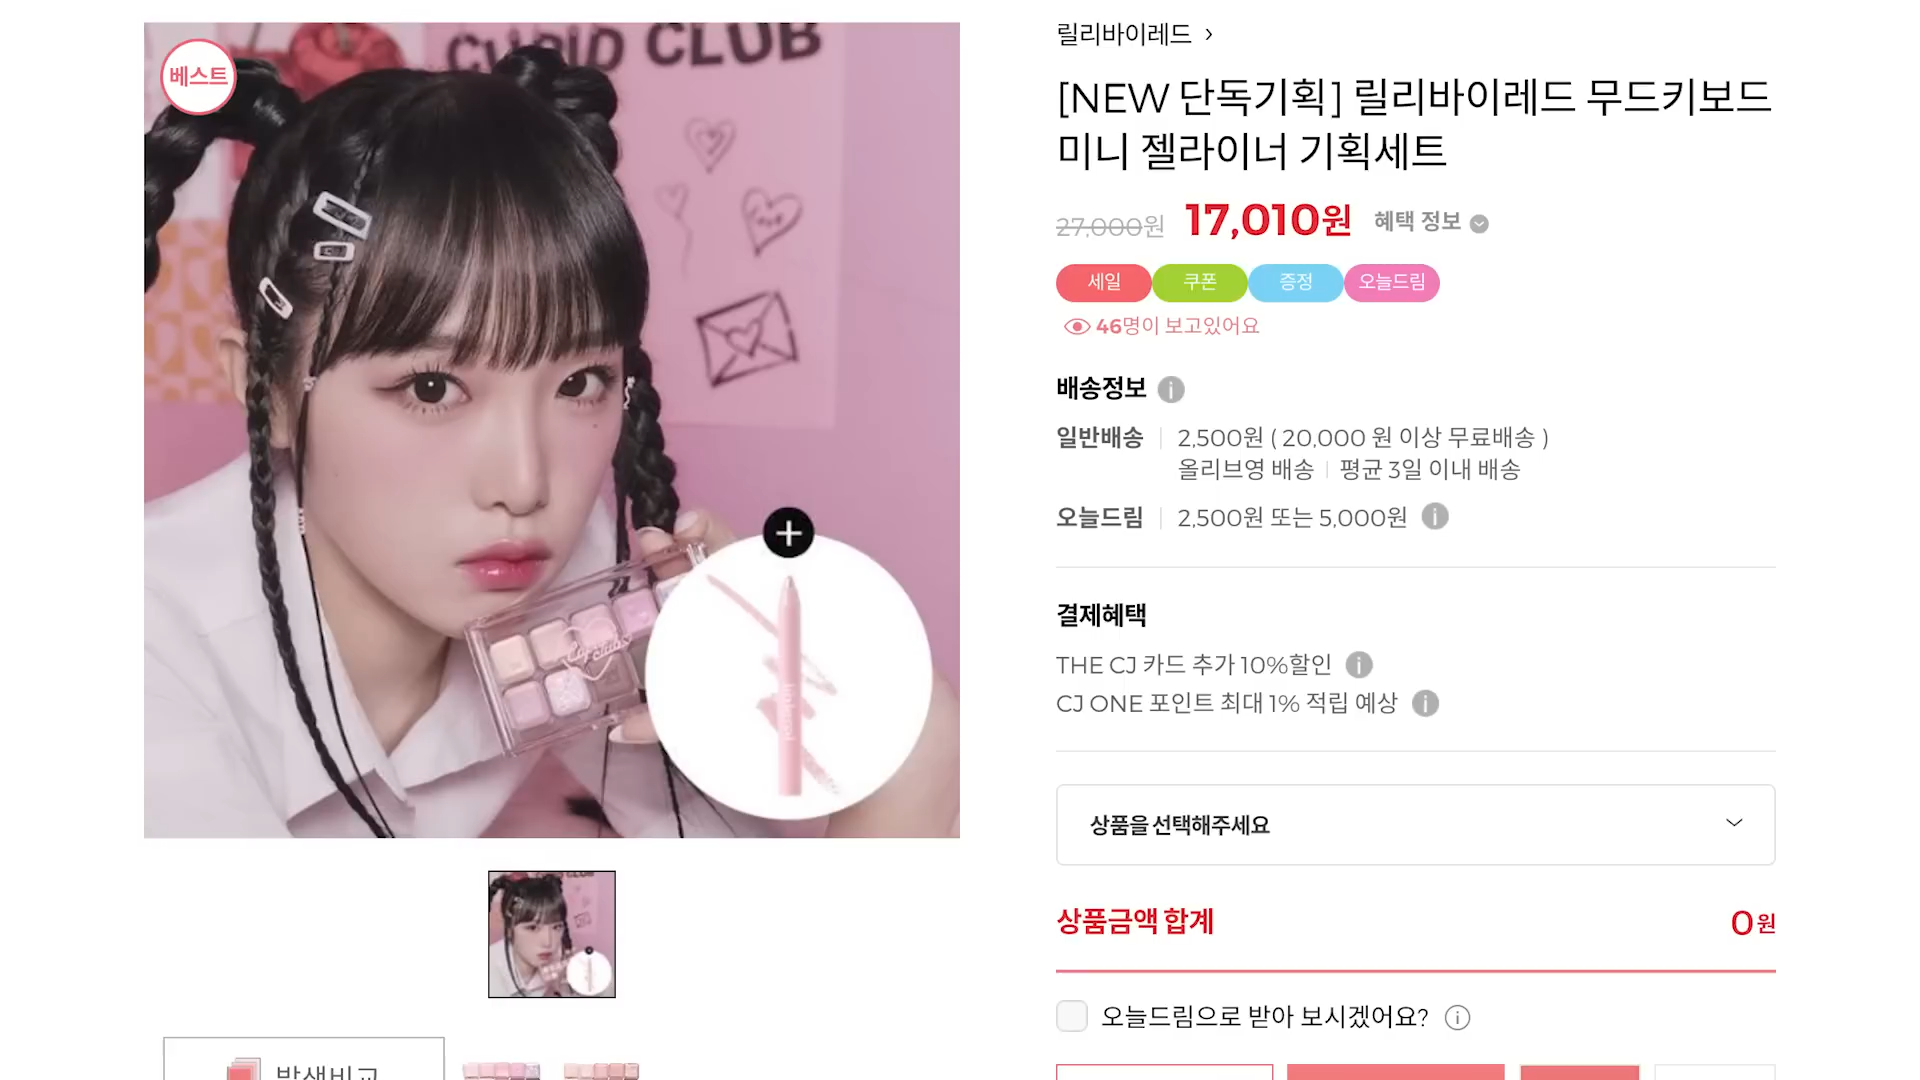 베스트
CUPID CLUB
릴리바이레드
[NEW 단독기획] 릴리바이레드 무드키보드
미니 젤라이너 기획세트
27,000원 17,010원 혜택 정보
세일 쿠폰 증정 오늘드림
46명이 보고있어요
배송정보
일반배송 2,500원 ( 20,000 원 이상 무료배송 )
올리브영 배송 평균 3일 이내 배송
오늘드림 2,500원 또는 5,000원
결제혜택
THE CJ 카드 추가 10%할인
CJ ONE 포인트 최대 1% 적립 예상
상품을 선택해주세요
상품금액 합계 0원
오늘드림으로 받아 보시겠어요?
발색비교